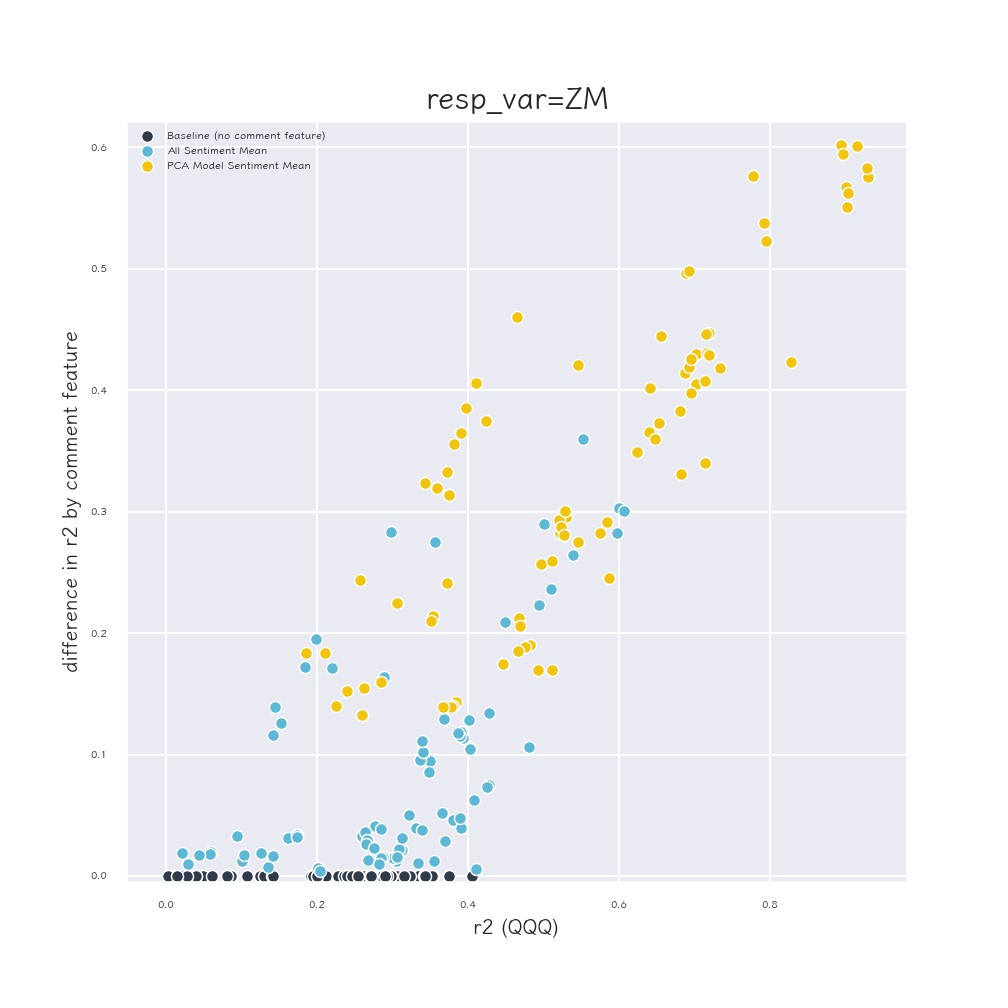 resp_var=ZM
Baseline (no comment feature)
All Sentiment Mean
PCA Model Sentiment Mean
0.6
0.5
0.4
0.3
0.2
0.1
0.0
difference in r2 by comment feature
0.0 0.2 0.4 0.6 0.8
r2 (QQQ)